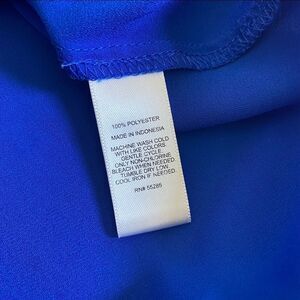 100% POLYESTER
MADE IN INDONESIA
MACHINE WASH COLD
WITH LIKE COLORS
GENTLE CYCLE.
ONLY NON-CHLORINE
BLEACH WHEN NEEDED
TUMBLE DRY LOW.
COOL IRON IF NEEDED.
RN# 55285